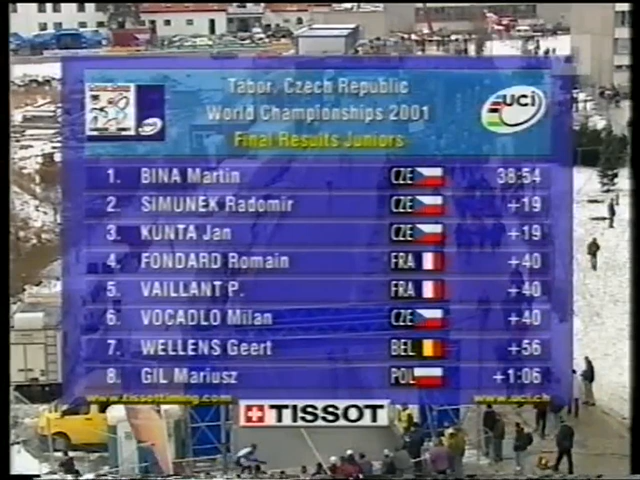 Tabor, Czech Republic
World Championships 2001
UCI
Final Results Juniors
1. BINA Martin CZE 38:54
2. SIMUNEK Radomir CZE +19
3. KUNTA Jan CZE +19
4. FONDARD Romain FRA +40
5. VAILLANT P. FRA +40
6. VOCADLO Milan CZE +40
7. WELLENS Geert BEL +56
8. GIL Mariusz POL +1:06
www.tissottiming.com www.uci.ch
TISSOT